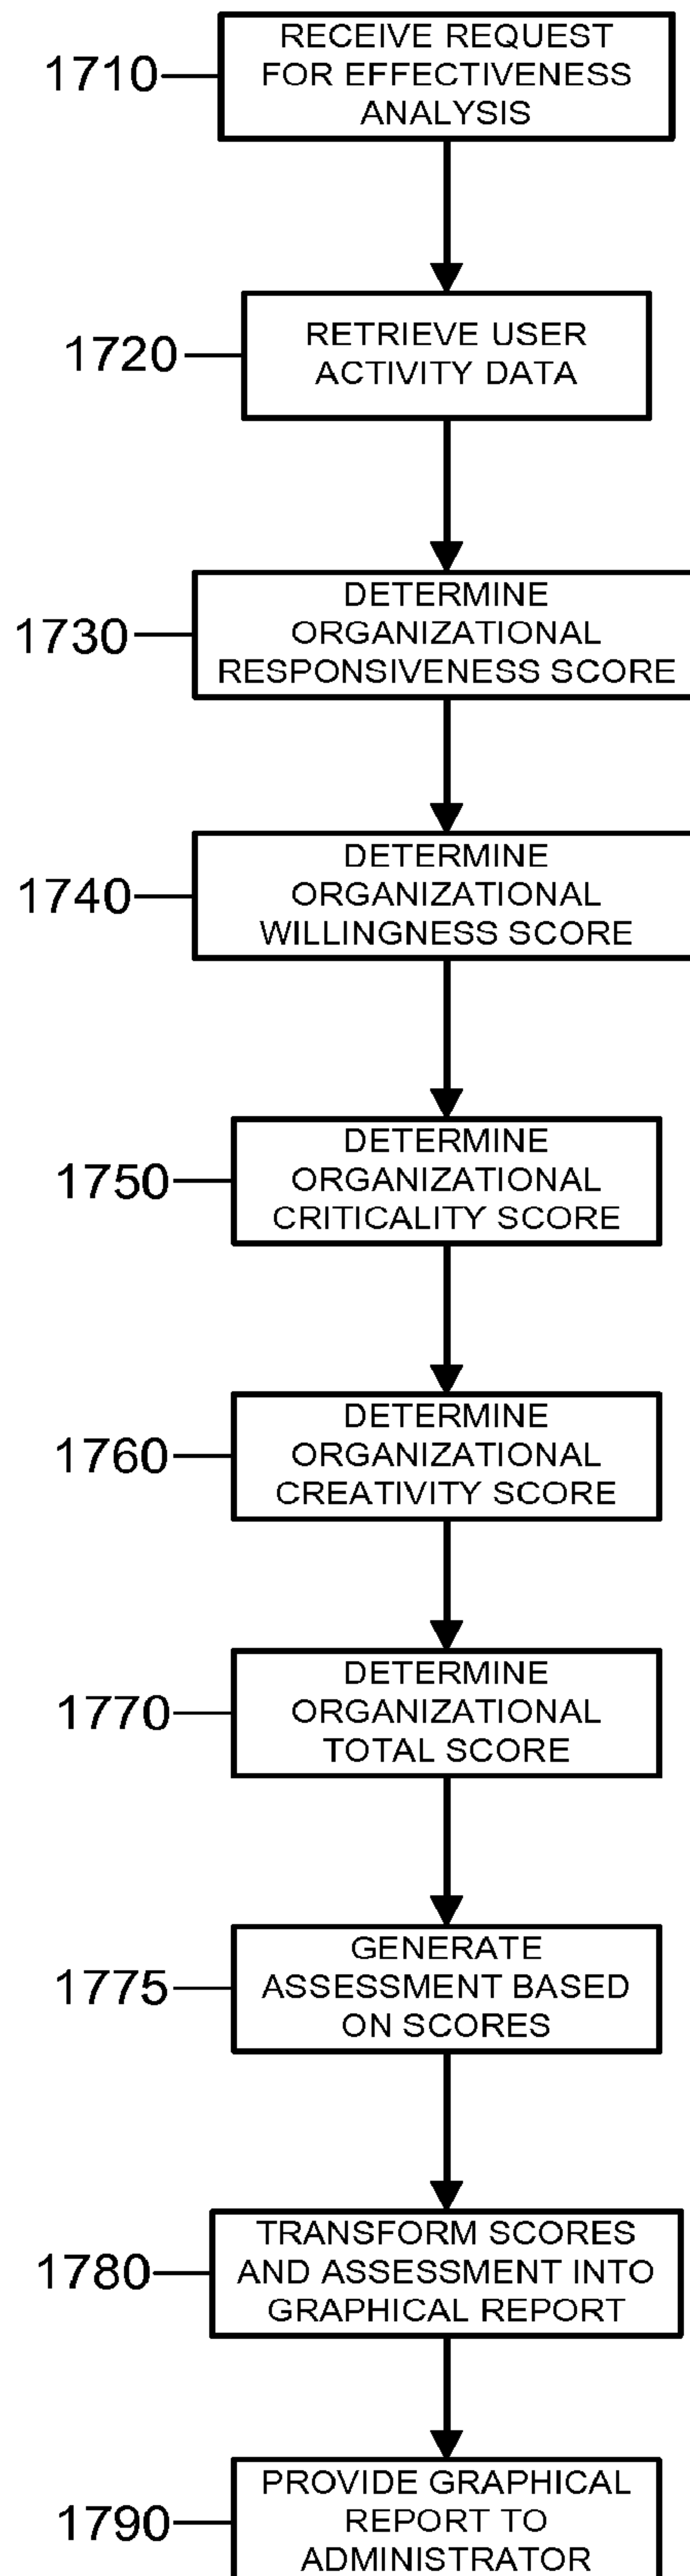 1710
RECEIVE REQUEST
FOR EFFECTIVENESS
ANALYSIS
1720
RETRIEVE USER
ACTIVITY DATA
1730
DETERMINE
ORGANIZATIONAL
RESPONSIVENESS SCORE
1740
DETERMINE
ORGANIZATIONAL
WILLINGNESS SCORE
1750
DETERMINE
ORGANIZATIONAL
CRITICALITY SCORE
1760
DETERMINE
ORGANIZATIONAL
CREATIVITY SCORE
1770
DETERMINE
ORGANIZATIONAL
TOTAL SCORE
1775
GENERATE
ASSESSMENT BASED
ON SCORES
1780
TRANSFORM SCORES
AND ASSESSMENT INTO
GRAPHICAL REPORT
1790
PROVIDE GRAPHICAL
REPORT TO
ADMINISTRATOR